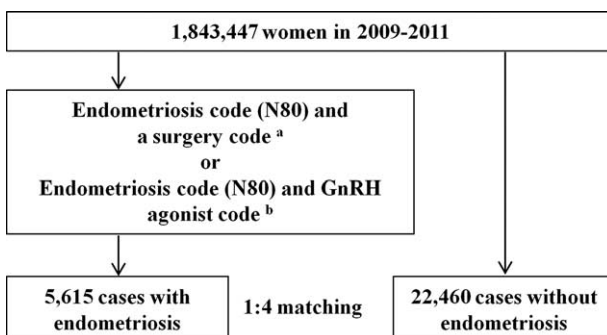 1,843,447 women in 2009-2011
Endometriosis code (N80) and
a surgery code a
or
Endometriosis code (N80) and GnRH
agonist code b
5,615 cases with
endometriosis
1:4 matching
22,460 cases without
endometriosis